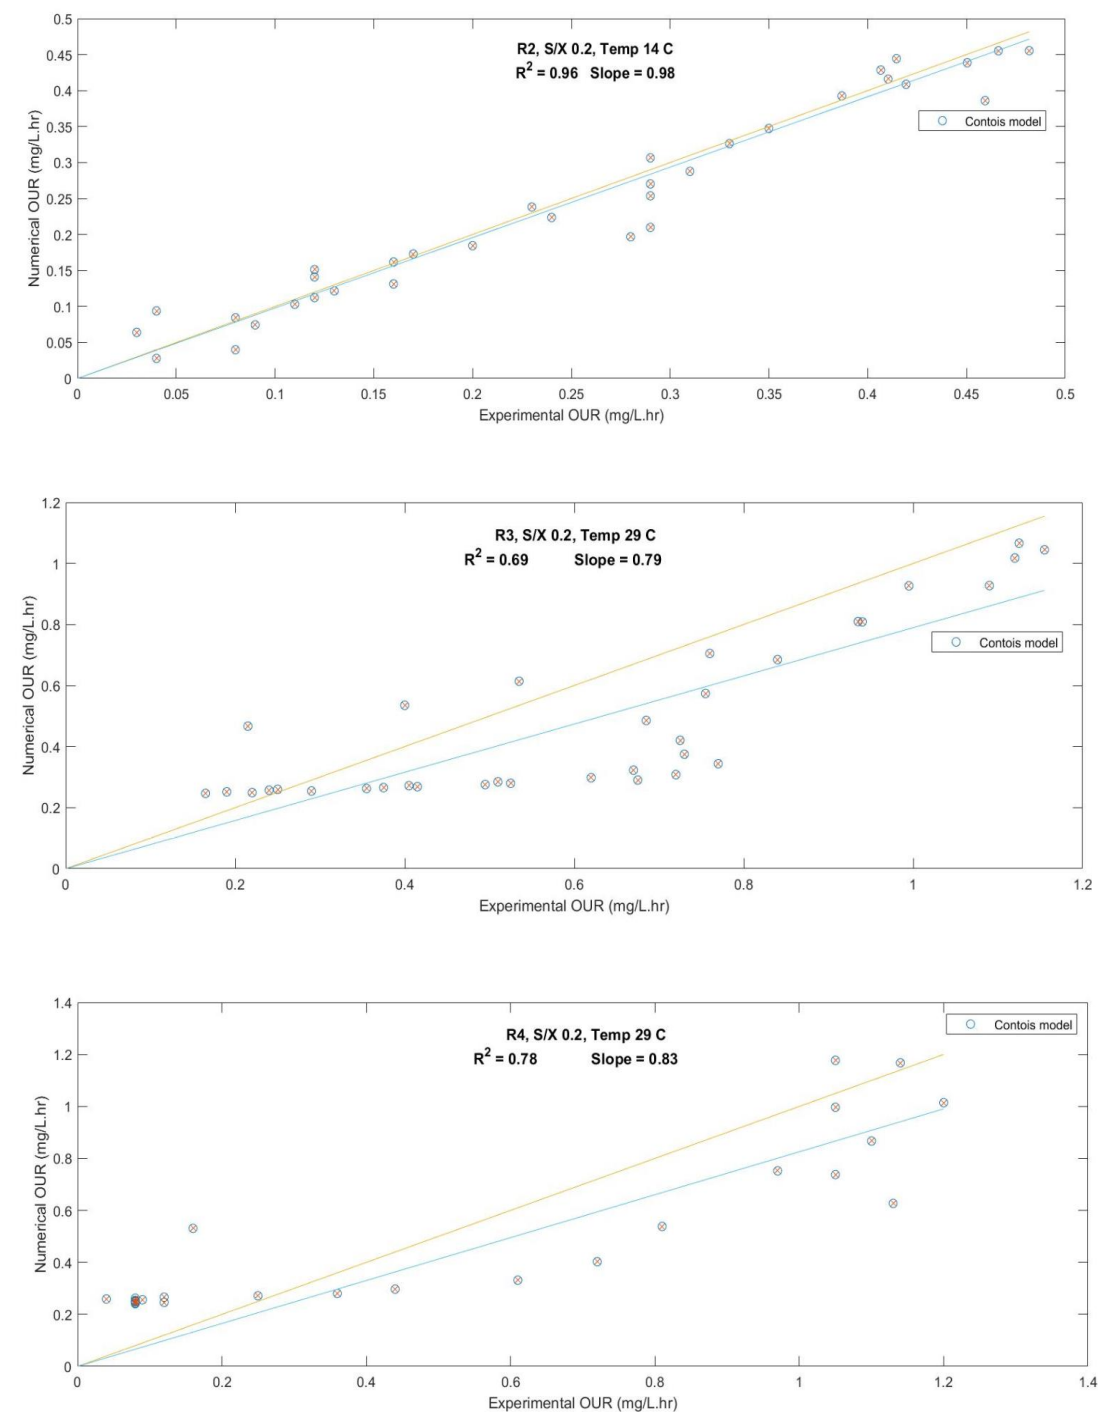 0.5
0.45
0.4
0.35
0.3
0.25
0.2
0.15
0.1
0.05
0
Numerical OUR (mg/L.hr)
R2, S/X 0.2, Temp 14 C
R² = 0.96 Slope = 0.98
Contois model
0 0.05 0.1 0.15 0.2 0.25 0.3 0.35 0.4 0.45 0.5
Experimental OUR (mg/L.hr)
1.2
1
0.8
0.6
0.4
0.2
0
Numerical OUR (mg/L.hr)
R3, S/X 0.2, Temp 29 C
R² = 0.69 Slope = 0.79
Contois model
0 0.2 0.4 0.6 0.8 1 1.2
Experimental OUR (mg/L.hr)
1.4
1.2
1
0.8
0.6
0.4
0.2
0
Numerical OUR (mg/L.hr)
R4, S/X 0.2, Temp 29 C
R² = 0.78 Slope = 0.83
Contois model
0 0.2 0.4 0.6 0.8 1 1.2 1.4
Experimental OUR (mg/L.hr)